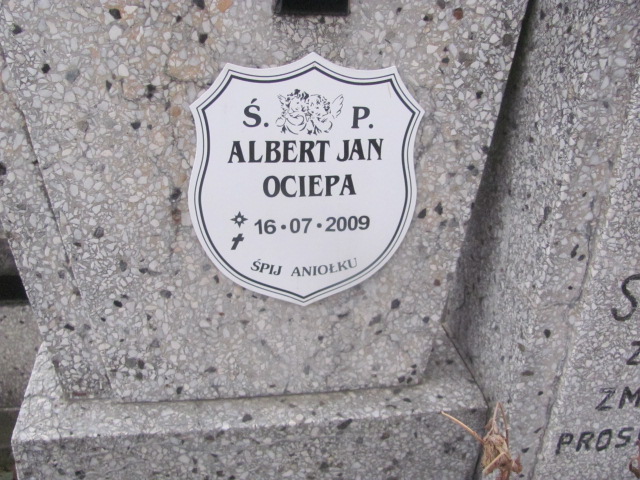 Ś. P.
ALBERT JAN
OCIEPA
16·07·2009
ŚPIJ ANIOŁKU